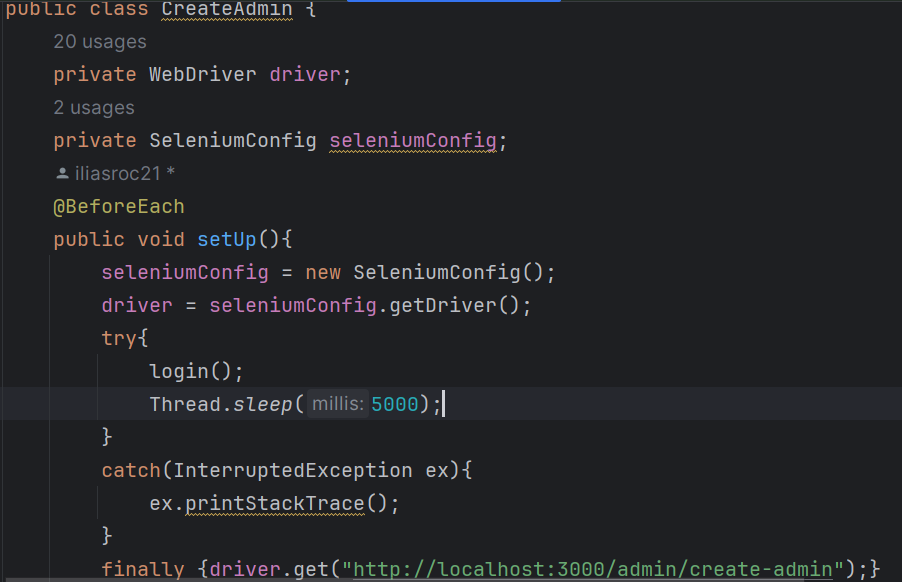 public class CreateAdmin {
20 usages
private WebDriver driver;
2 usages
private SeleniumConfig seleniumConfig;
iliasroc21 *
@BeforeEach
public void setUp(){
seleniumConfig = new SeleniumConfig();
driver = seleniumConfig.getDriver();
try{
login();
Thread.sleep( millis: 5000);
}
catch(InterruptedException ex){
ex.printStackTrace();
}
finally {driver.get("http://localhost:3000/admin/create-admin");}